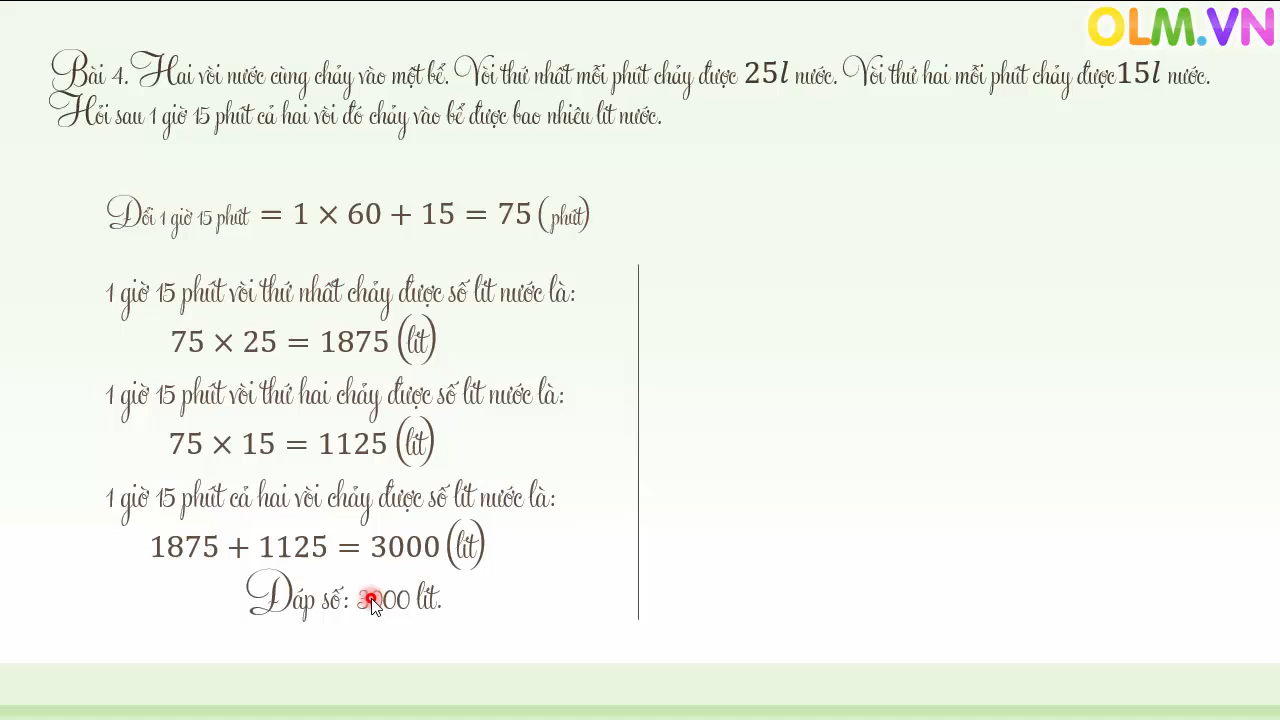 OLM.VN
Bài 4. Hai vòi nước cùng chảy vào một bể. Vòi thứ nhất mỗi phút chảy được 25l nước. Vòi thứ hai mỗi phút chảy được 15l nước.
Hỏi sau 1 giờ 15 phút cả hai vòi đó chảy vào bể được bao nhiêu lít nước.
Đổi 1 giờ 15 phút = 1 × 60 + 15 = 75 (phút)
1 giờ 15 phút vòi thứ nhất chảy được số lít nước là:
75 × 25 = 1875 (lít)
1 giờ 15 phút vòi thứ hai chảy được số lít nước là:
75 × 15 = 1125 (lít)
1 giờ 15 phút cả hai vòi chảy được số lít nước là:
1875 + 1125 = 3000 (lít)
Đáp số: 3000 lít.